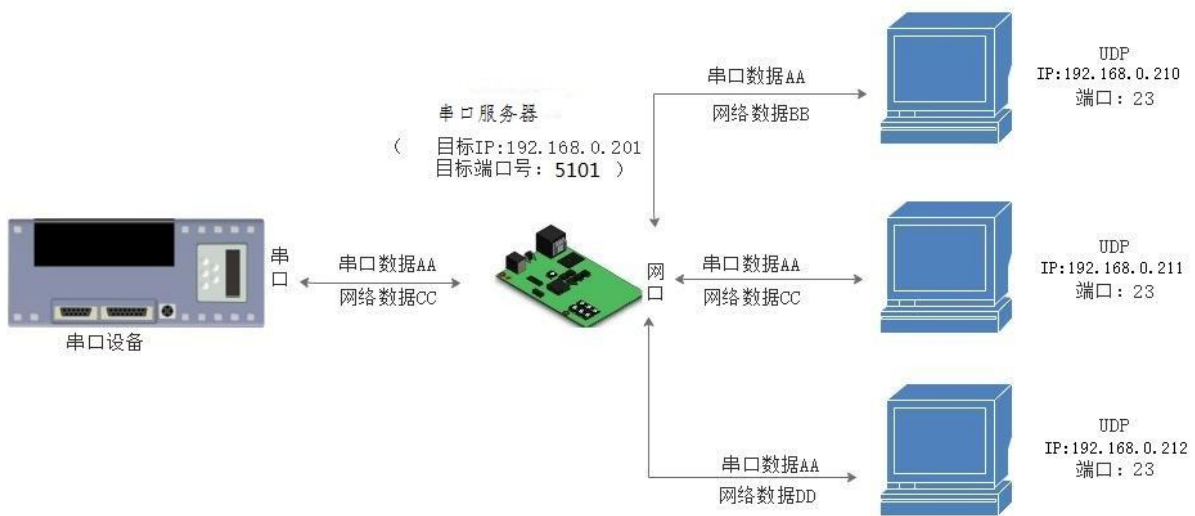 串口数据AA
网络数据BB
UDP
IP:192.168.0.210
端口：23
串口服务器
（ 目标IP:192.168.0.201
目标端口号：5101 ）
串口
串口数据AA
网络数据CC
网口
串口数据AA
网络数据CC
UDP
IP:192.168.0.211
端口：23
串口设备
串口数据AA
网络数据DD
UDP
IP:192.168.0.212
端口：23